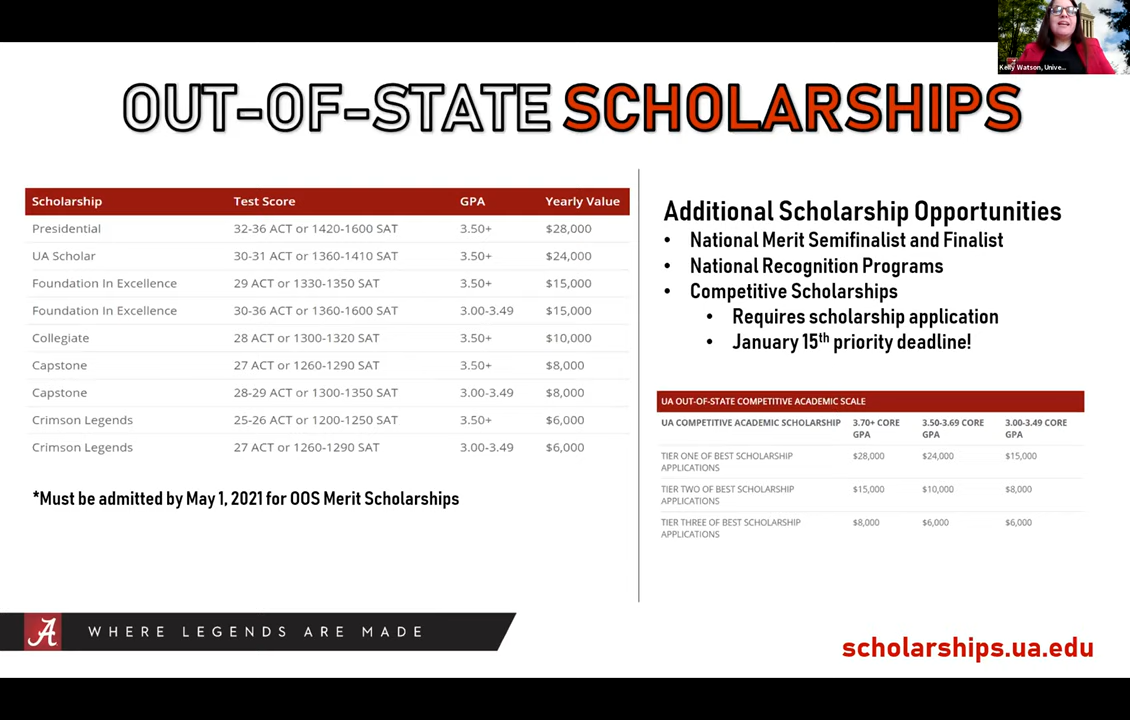 Kelly Watson, Unive...
OUT-OF-STATE SCHOLARSHIPS
Scholarship Test Score GPA Yearly Value
Presidential 32-36 ACT or 1420-1600 SAT 3.50+ $28,000
UA Scholar 30-31 ACT or 1360-1410 SAT 3.50+ $24,000
Foundation In Excellence 29 ACT or 1330-1350 SAT 3.50+ $15,000
Foundation In Excellence 30-36 ACT or 1360-1600 SAT 3.00-3.49 $15,000
Collegiate 28 ACT or 1300-1320 SAT 3.50+ $10,000
Capstone 27 ACT or 1260-1290 SAT 3.50+ $8,000
Capstone 28-29 ACT or 1300-1350 SAT 3.00-3.49 $8,000
Crimson Legends 25-26 ACT or 1200-1250 SAT 3.50+ $6,000
Crimson Legends 27 ACT or 1260-1290 SAT 3.00-3.49 $6,000
*Must be admitted by May 1, 2021 for OOS Merit Scholarships
Additional Scholarship Opportunities
• National Merit Semifinalist and Finalist
• National Recognition Programs
• Competitive Scholarships
• Requires scholarship application
• January 15th priority deadline!
UA OUT-OF-STATE COMPETITIVE ACADEMIC SCALE
UA COMPETITIVE ACADEMIC SCHOLARSHIP 3.70+ CORE 3.50-3.69 CORE 3.00-3.49 CORE
GPA GPA GPA
TIER ONE OF BEST SCHOLARSHIP $28,000 $24,000 $15,000
APPLICATIONS
TIER TWO OF BEST SCHOLARSHIP $15,000 $10,000 $8,000
APPLICATIONS
TIER THREE OF BEST SCHOLARSHIP $8,000 $6,000 $6,000
APPLICATIONS
A WHERE LEGENDS ARE MADE
scholarships.ua.edu